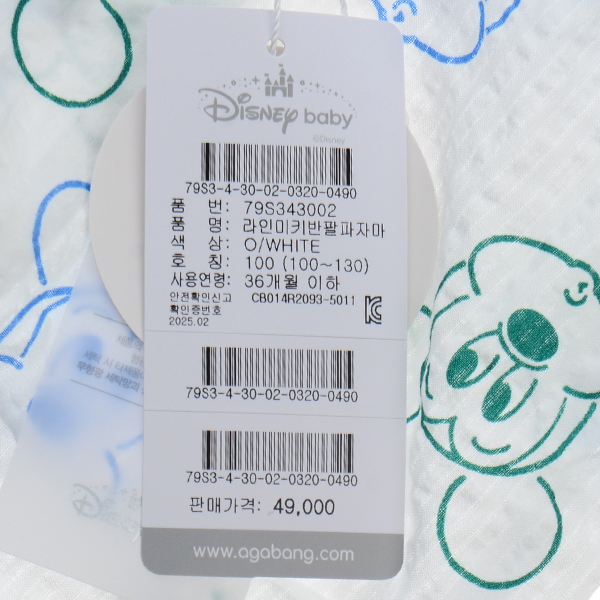 Disney baby
©Disney
79S3-4-30-02-0320-0490
품 번: 79S343002
품 명: 라인미키반팔파자마
색 상: O/WHITE
호 칭: 100 (100~130)
사용연령: 36개월 이하
안전확인신고 CB014R2093-5011
확인증번호
2025.02
79S3-4-30-02-0320-0490
79S3-4-30-02-0320-0490
판매가격: 49,000
www.agabang.com
Disney